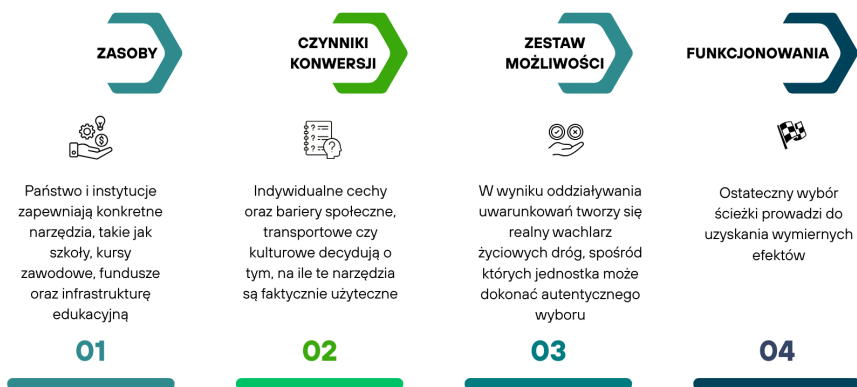 ZASOBY
Państwo i instytucje
zapewniają konkretne
narzędzia, takie jak
szkoły, kursy
zawodowe, fundusze
oraz infrastrukturę
edukacyjną
01
CZYNNIKI
KONWERSJI
Indywidualne cechy
oraz bariery społeczne,
transportowe czy
kulturowe decydują o
tym, na ile te narzędzia
są faktycznie użyteczne
02
ZESTAW
MOŻLIWOŚCI
W wyniku oddziaływania
uwarunkowań tworzy się
realny wachlarz
życiowych dróg, spośród
których jednostka może
dokonać autentycznego
wyboru
03
FUNKCJONOWANIA
Ostateczny wybór
ścieżki prowadzi do
uzyskania wymiernych
efektów
04